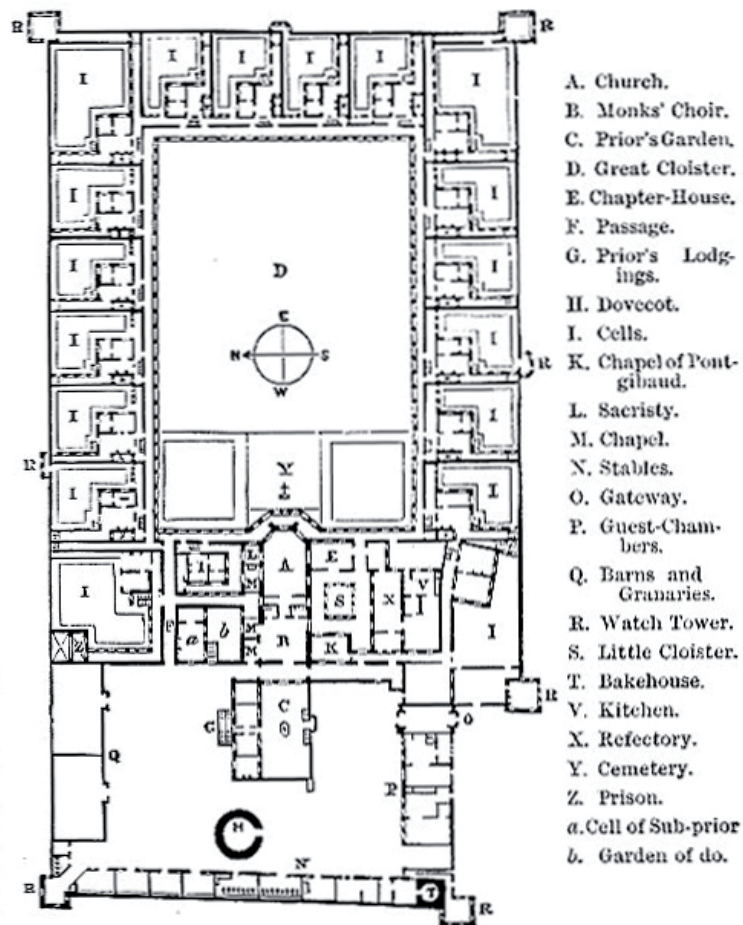 R
R
I
I
I
I
I
I
I
I
D
I
I
E
N
S
W
I
I
R
I
I
Y
R
I
I
L
E
A
I
M
V
I
S
X
F
a
b
M
B
I
Z
M
K
C
R
G
O
Q
P
H
N
R
T
R
A. Church.
B. Monks' Choir.
C. Prior's Garden.
D. Great Cloister.
E. Chapter-House.
F. Passage.
G. Prior's Lodg-
ings.
H. Dovecot.
I. Cells.
K. Chapel of Pont-
gibaud.
L. Sacristy.
M. Chapel.
N. Stables.
O. Gateway.
P. Guest-Cham-
bers.
Q. Barns and
Granaries.
R. Watch Tower.
S. Little Cloister.
T. Bakehouse.
V. Kitchen.
X. Refectory.
Y. Cemetery.
Z. Prison.
a. Cell of Sub-prior
b. Garden of do.